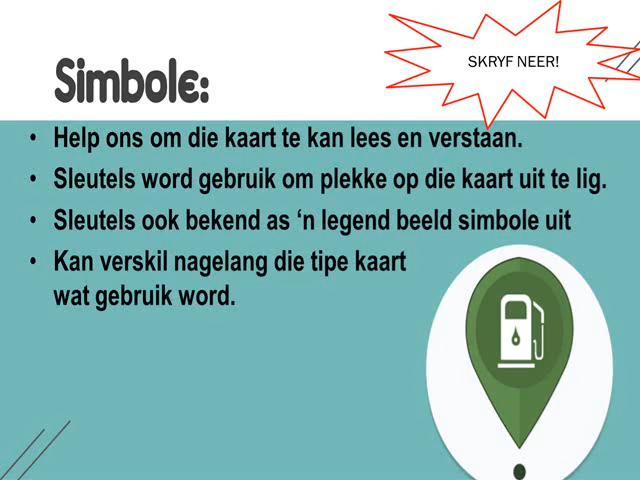 SKRYF NEER!
Simbole:
• Help ons om die kaart te kan lees en verstaan.
• Sleutels word gebruik om plekke op die kaart uit te lig.
• Sleutels ook bekend as ‘n legend beeld simbole uit
• Kan verskil nagelang die tipe kaart
wat gebruik word.